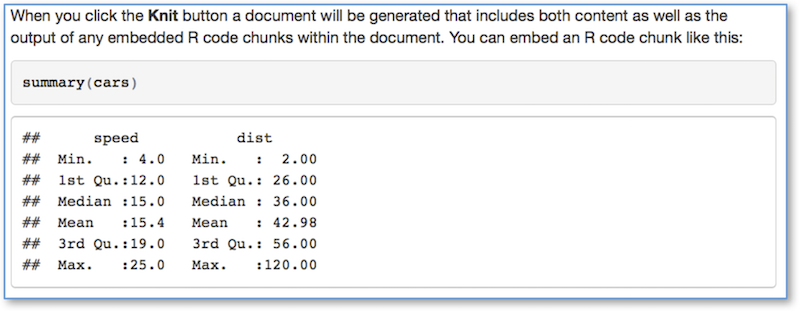 When you click the Knit button a document will be generated that includes both content as well as the
output of any embedded R code chunks within the document. You can embed an R code chunk like this:
summary(cars)
##      speed           dist
##  Min.   : 4.0   Min.   :  2.00
##  1st Qu.:12.0   1st Qu.: 26.00
##  Median :15.0   Median : 36.00
##  Mean   :15.4   Mean   : 42.98
##  3rd Qu.:19.0   3rd Qu.: 56.00
##  Max.   :25.0   Max.   :120.00